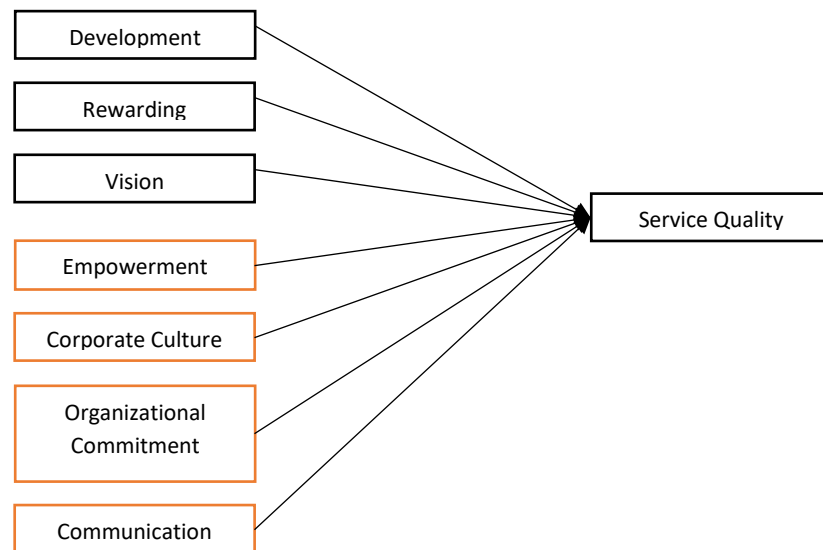 Development
Rewarding
Vision
Service Quality
Empowerment
Corporate Culture
Organizational
Commitment
Communication